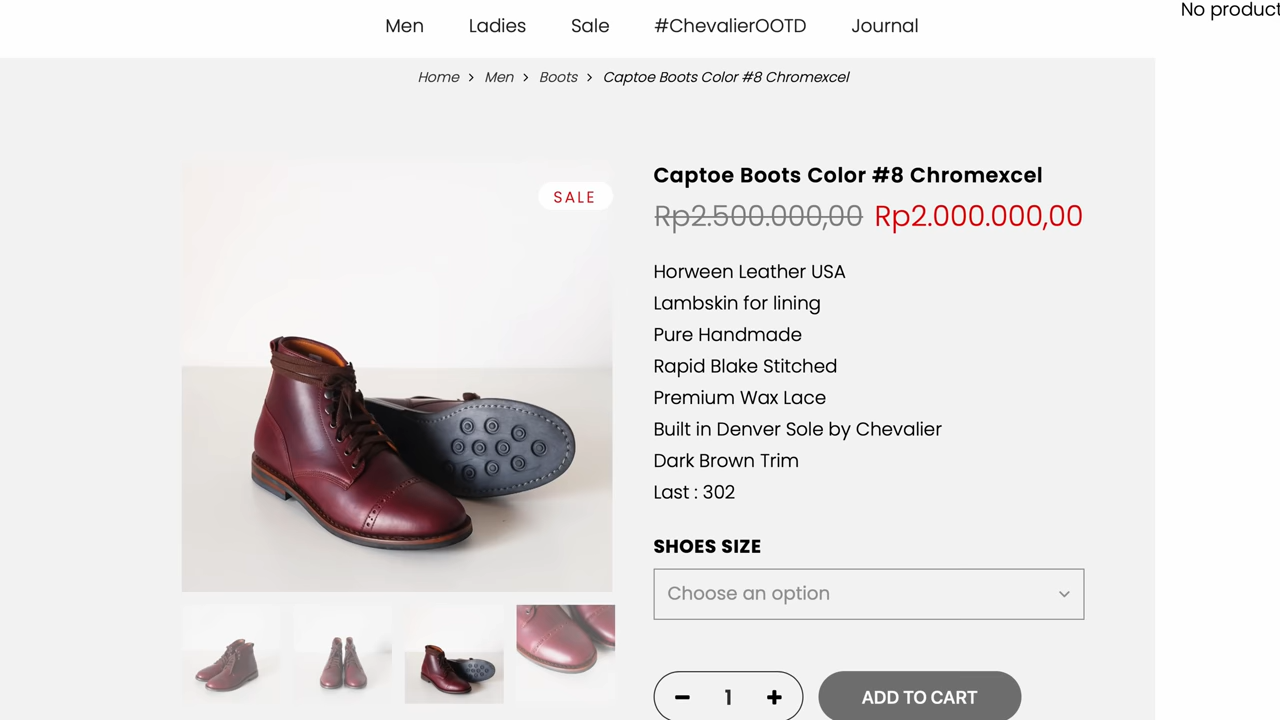 Men Ladies Sale #ChevalierOOTD Journal
No product
Home > Men > Boots > Captoe Boots Color #8 Chromexcel
SALE
Captoe Boots Color #8 Chromexcel
Rp2.500.000,00 Rp2.000.000,00
Horween Leather USA
Lambskin for lining
Pure Handmade
Rapid Blake Stitched
Premium Wax Lace
Built in Denver Sole by Chevalier
Dark Brown Trim
Last : 302
SHOES SIZE
Choose an option
1
ADD TO CART